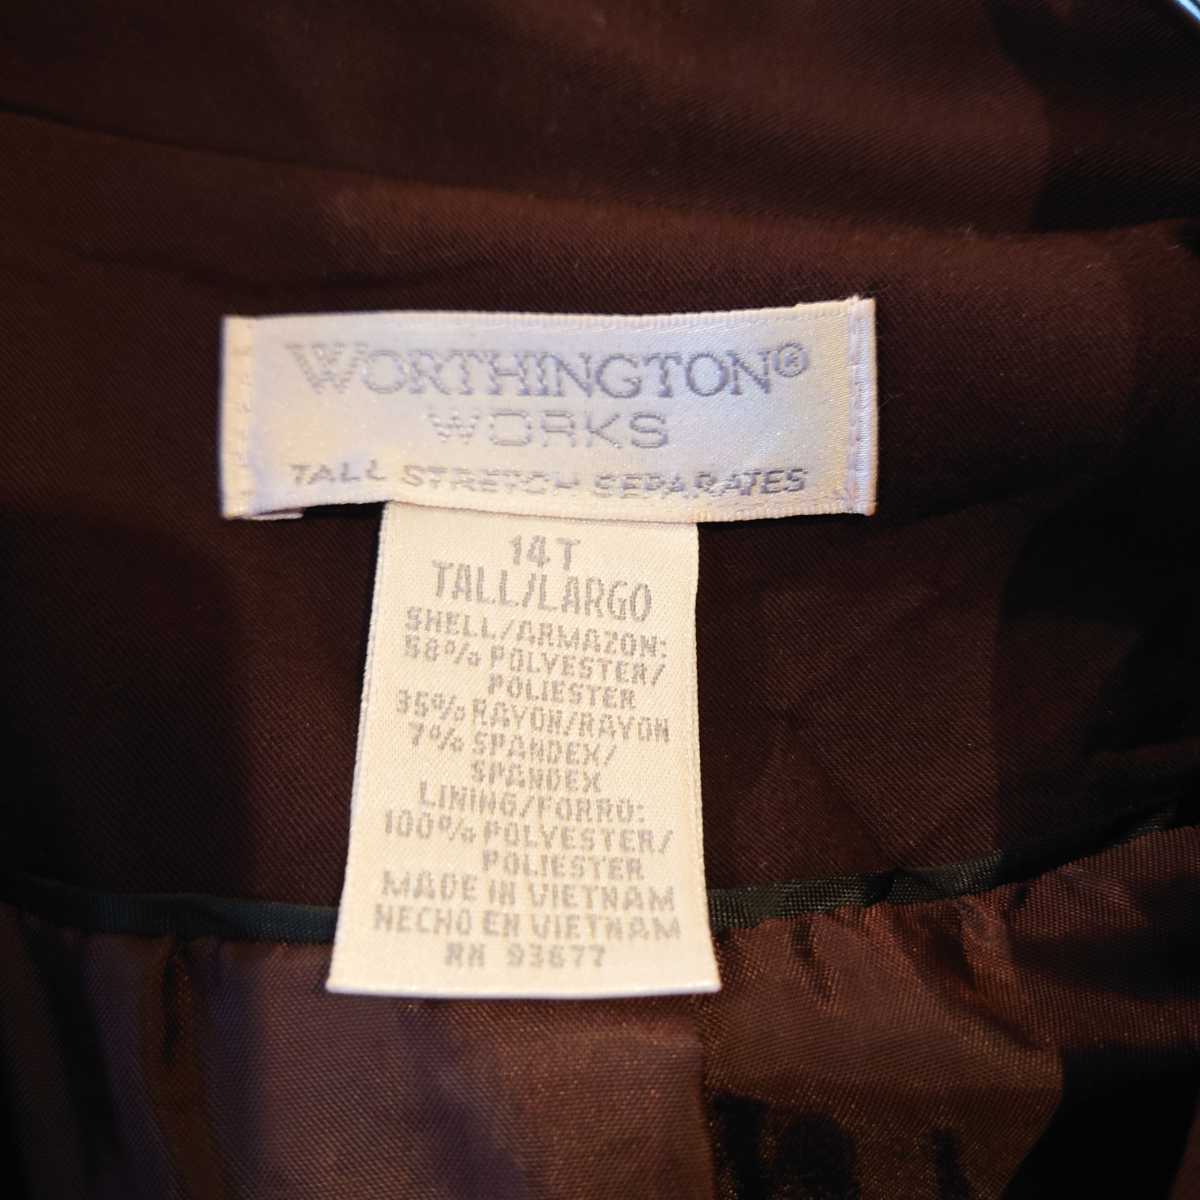 WORTHINGTON®
WORKS
TALL STRETCH SEPARATES
14T
TALL/LARGO
SHELL/ARMAZON:
58% POLYESTER/
POLIESTER
35% RAYON/RAYON
7% SPANDEX/
SPANDEX
LINING/FORRO:
100% POLYESTER/
POLIESTER
MADE IN VIETNAM
HECHO EN VIETNAM
RN 93677